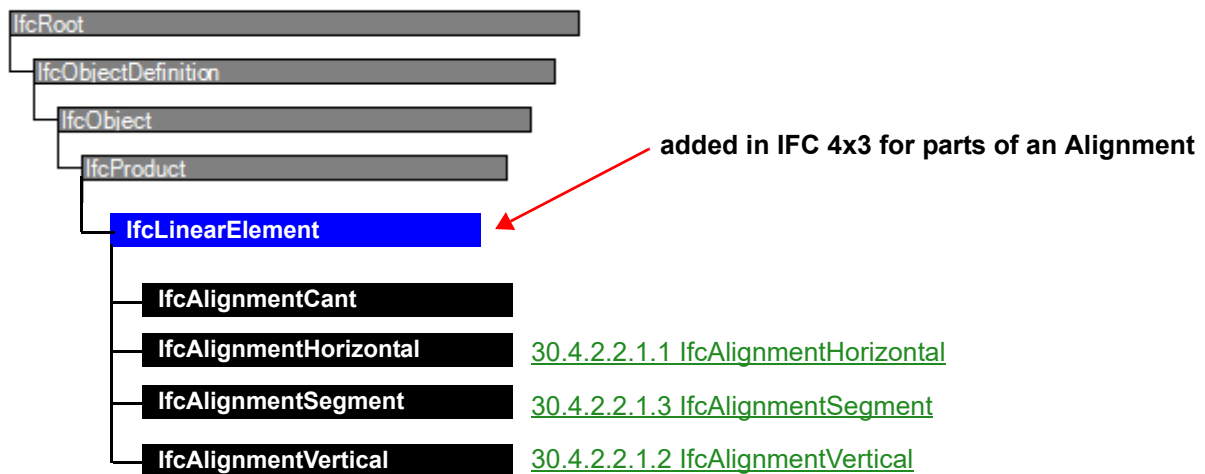 IfcRoot
IfcObjectDefinition
IfcObject
added in IFC 4x3 for parts of an Alignment
IfcProduct
IfcLinearElement
IfcAlignmentCant
IfcAlignmentHorizontal 30.4.2.2.1.1 IfcAlignmentHorizontal
IfcAlignmentSegment 30.4.2.2.1.3 IfcAlignmentSegment
IfcAlignmentVertical 30.4.2.2.1.2 IfcAlignmentVertical